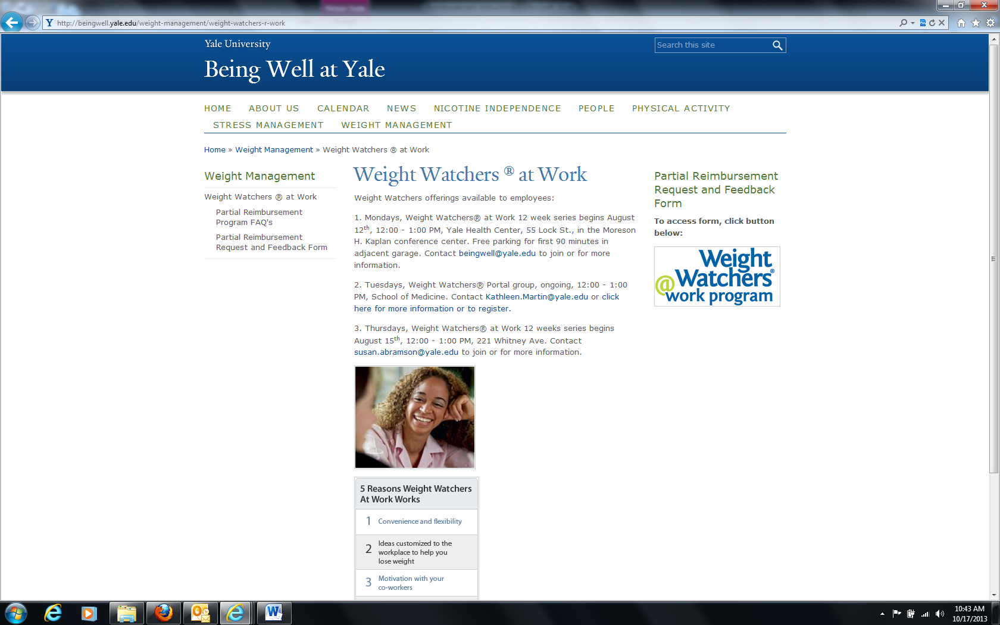 http://beingwell.yale.edu/weight-management/weight-watchers-r-work
Yale University
Search this site
Being Well at Yale
HOME ABOUT US CALENDAR NEWS NICOTINE INDEPENDENCE PEOPLE PHYSICAL ACTIVITY
STRESS MANAGEMENT WEIGHT MANAGEMENT
Home » Weight Management » Weight Watchers ® at Work
Weight Management
Weight Watchers ® at Work
Partial Reimbursement
Program FAQ's
Partial Reimbursement
Request and Feedback Form
Weight Watchers ® at Work
Weight Watchers offerings available to employees:
1. Mondays, Weight Watchers® at Work 12 week series begins August
12th, 12:00 - 1:00 PM, Yale Health Center, 55 Lock St., in the Moreson
H. Kaplan conference center. Free parking for first 90 minutes in
adjacent garage. Contact beingwell@yale.edu to join or for more
information.
2. Tuesdays, Weight Watchers® Portal group, ongoing, 12:00 - 1:00
PM, School of Medicine. Contact Kathleen.Martin@yale.edu or click
here for more information or to register.
3. Thursdays, Weight Watchers® at Work 12 weeks series begins
August 15th, 12:00 - 1:00 PM, 221 Whitney Ave. Contact
susan.abramson@yale.edu to join or for more information.
5 Reasons Weight Watchers
At Work Works
1 Convenience and flexibility
2 Ideas customized to the
workplace to help you
lose weight
3 Motivation with your
co-workers
Partial Reimbursement
Request and Feedback
Form
To access form, click button
below:
Weight
@Watchers®
work program
10:43 AM
10/17/2013